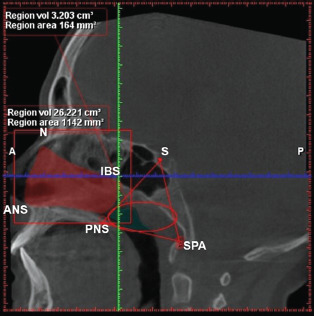 Region vol 3.203 cm³
Region area 164 mm²
Region vol 26.221 cm³
Region area 1142 mm²
N
A
S
P
IBS
ANS
PNS
SPA